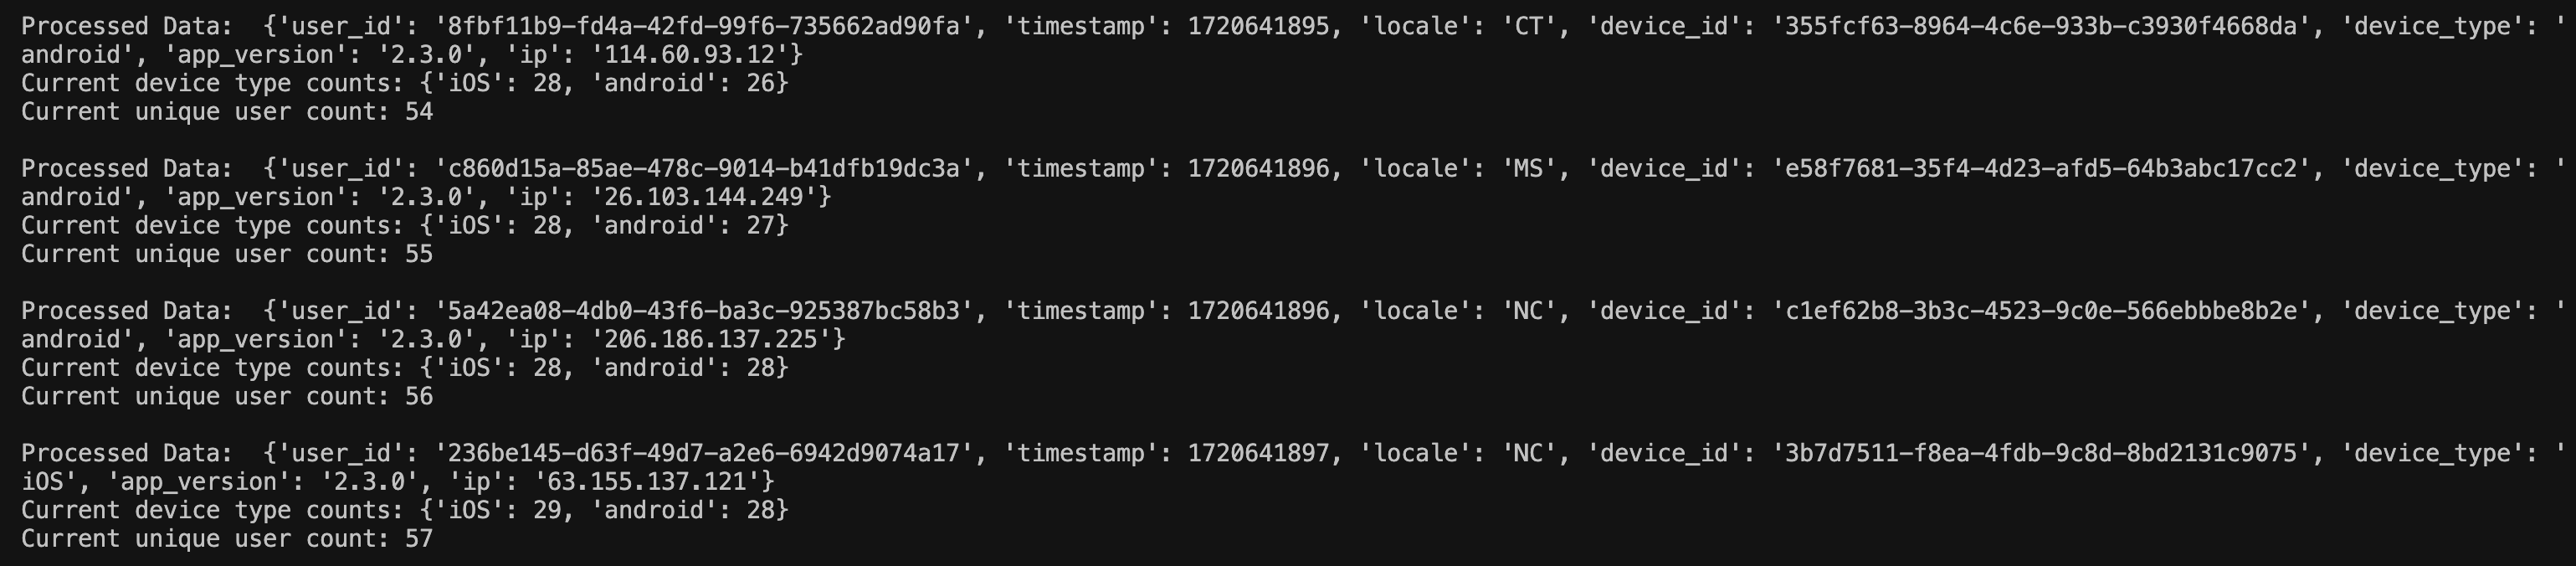 Processed Data:  {'user_id': '8fbf11b9-fd4a-42fd-99f6-735662ad90fa', 'timestamp': 1720641895, 'locale': 'CT', 'device_id': '355fcf63-8964-4c6e-933b-c3930f4668da', 'device_type': '
android', 'app_version': '2.3.0', 'ip': '114.60.93.12'}
Current device type counts: {'iOS': 28, 'android': 26}
Current unique user count: 54

Processed Data:  {'user_id': 'c860d15a-85ae-478c-9014-b41dfb19dc3a', 'timestamp': 1720641896, 'locale': 'MS', 'device_id': 'e58f7681-35f4-4d23-afd5-64b3abc17cc2', 'device_type': '
android', 'app_version': '2.3.0', 'ip': '26.103.144.249'}
Current device type counts: {'iOS': 28, 'android': 27}
Current unique user count: 55

Processed Data:  {'user_id': '5a42ea08-4db0-43f6-ba3c-925387bc58b3', 'timestamp': 1720641896, 'locale': 'NC', 'device_id': 'c1ef62b8-3b3c-4523-9c0e-566ebbbe8b2e', 'device_type': '
android', 'app_version': '2.3.0', 'ip': '206.186.137.225'}
Current device type counts: {'iOS': 28, 'android': 28}
Current unique user count: 56

Processed Data:  {'user_id': '236be145-d63f-49d7-a2e6-6942d9074a17', 'timestamp': 1720641897, 'locale': 'NC', 'device_id': '3b7d7511-f8ea-4fdb-9c8d-8bd2131c9075', 'device_type': '
iOS', 'app_version': '2.3.0', 'ip': '63.155.137.121'}
Current device type counts: {'iOS': 29, 'android': 28}
Current unique user count: 57